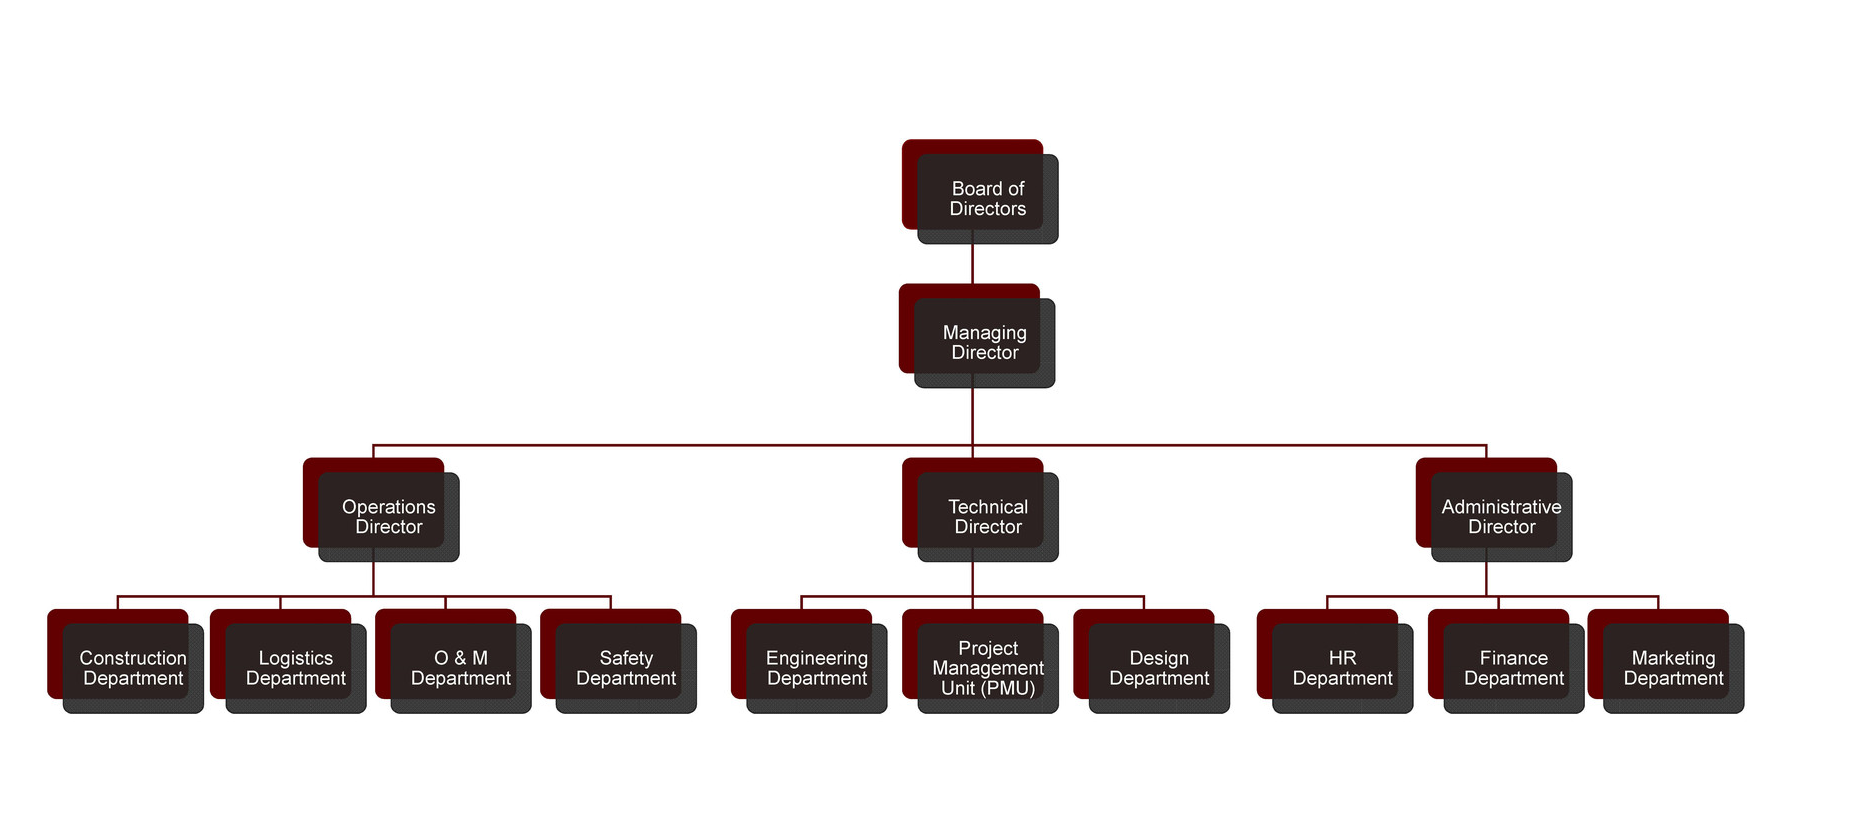 Board of
Directors
Managing
Director
Operations
Director
Technical
Director
Administrative
Director
Construction
Department
Logistics
Department
O & M
Department
Safety
Department
Engineering
Department
Project
Management
Unit (PMU)
Design
Department
HR
Department
Finance
Department
Marketing
Department